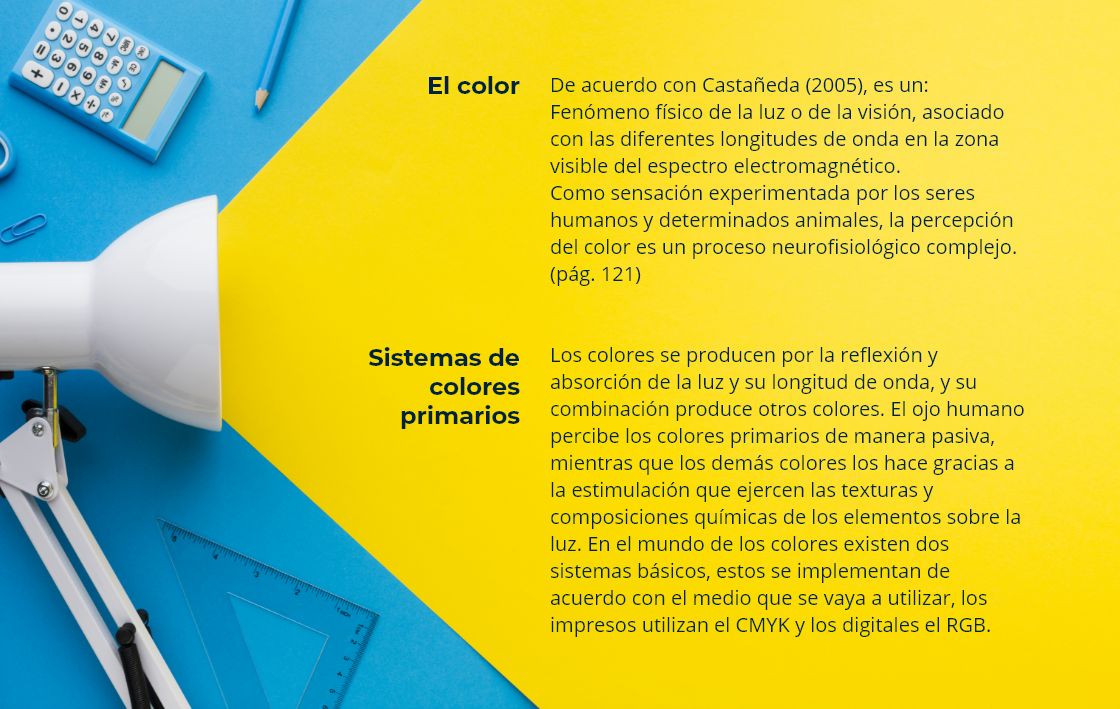 El color
De acuerdo con Castañeda (2005), es un:
Fenómeno físico de la luz o de la visión, asociado
con las diferentes longitudes de onda en la zona
visible del espectro electromagnético.
Como sensación experimentada por los seres
humanos y determinados animales, la percepción
del color es un proceso neurofisiológico complejo.
(pág. 121)
Sistemas de
colores
primarios
Los colores se producen por la reflexión y
absorción de la luz y su longitud de onda, y su
combinación produce otros colores. El ojo humano
percibe los colores primarios de manera pasiva,
mientras que los demás colores los hace gracias a
la estimulación que ejercen las texturas y
composiciones químicas de los elementos sobre la
luz. En el mundo de los colores existen dos
sistemas básicos, estos se implementan de
acuerdo con el medio que se vaya a utilizar, los
impresos utilizan el CMYK y los digitales el RGB.